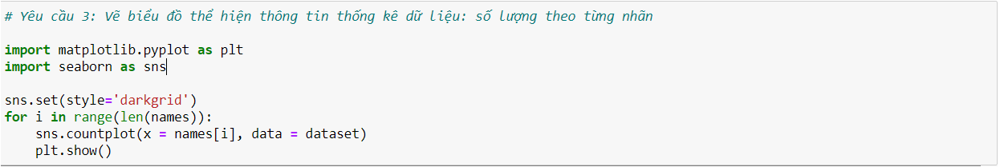 # Yêu cầu 3: Vẽ biểu đồ thể hiện thông tin thống kê dữ liệu: số lượng theo từng nhãn
import matplotlib.pyplot as plt
import seaborn as sns
sns.set(style='darkgrid')
for i in range(len(names)):
    sns.countplot(x = names[i], data = dataset)
    plt.show()